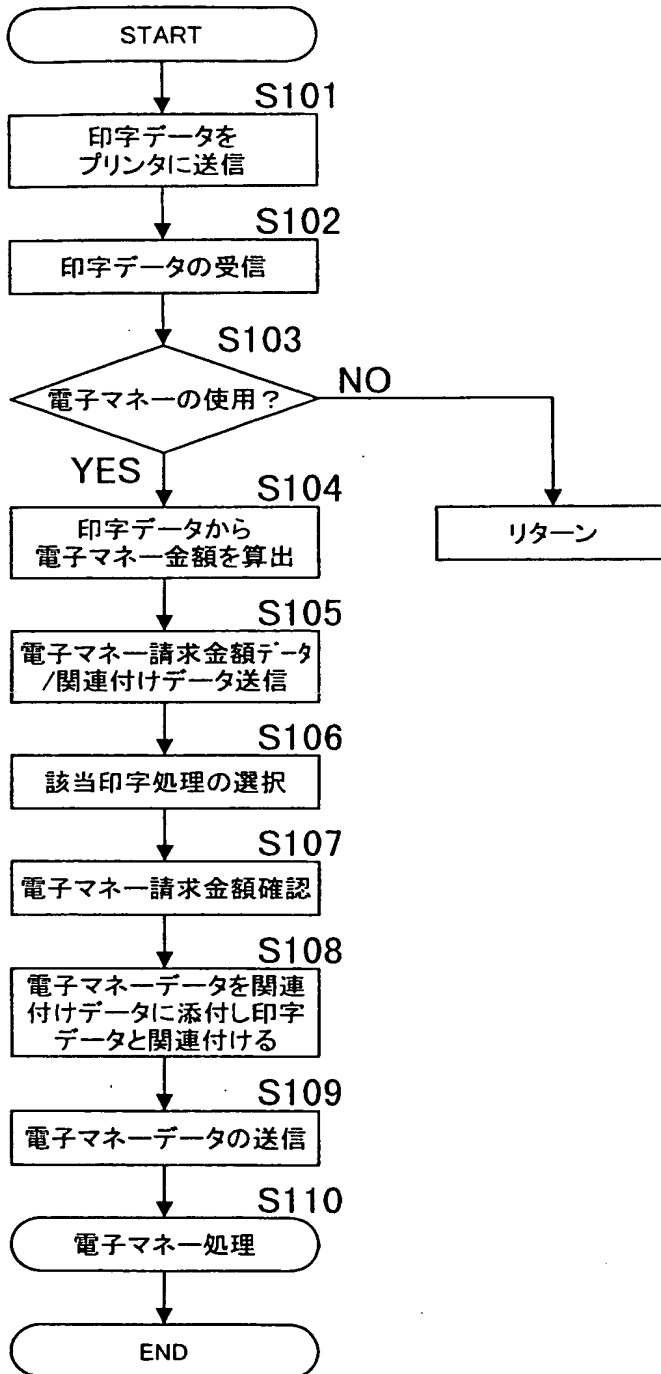 START
S101
印字データを
プリンタに送信
S102
印字データの受信
S103
電子マネーの使用？
NO
YES
S104
印字データから
電子マネー金額を算出
リターン
S105
電子マネー請求金額ﾃﾞｰﾀ
/関連付けデータ送信
S106
該当印字処理の選択
S107
電子マネー請求金額確認
S108
電子マネーデータを関連
付けデータに添付し印字
データと関連付ける
S109
電子マネーデータの送信
S110
電子マネー処理
END